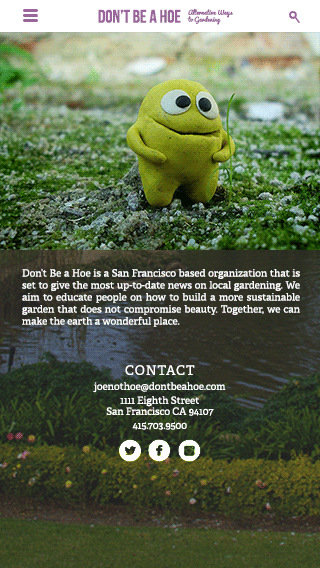 DON'T BE A HOE
Alternative Ways
to Gardening
Don't Be a Hoe is a San Francisco based organization that is
set to give the most up-to-date news on local gardening. We
aim to educate people on how to build a more sustainable
garden that does not compromise beauty. Together, we can
make the earth a wonderful place.
CONTACT
joenothoe@dontbeahoe.com
1111 Eighth Street
San Francisco CA 94107
415.703.9500